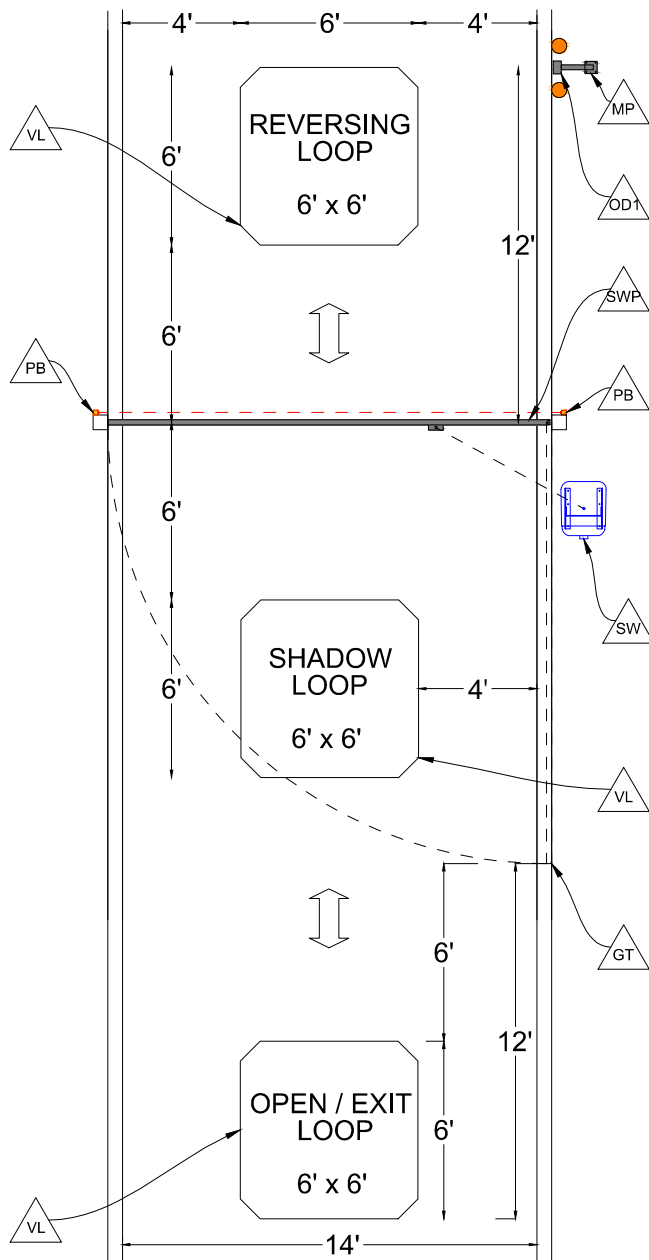 4' 6' 4'
MP
VL
REVERSING
LOOP
6' x 6'
6'
OD1
12'
SWP
6'
PB
PB
6'
SW
SHADOW
LOOP
6' x 6'
6'
4'
VL
6'
GT
12'
OPEN / EXIT
LOOP
6' x 6'
6'
VL
14'